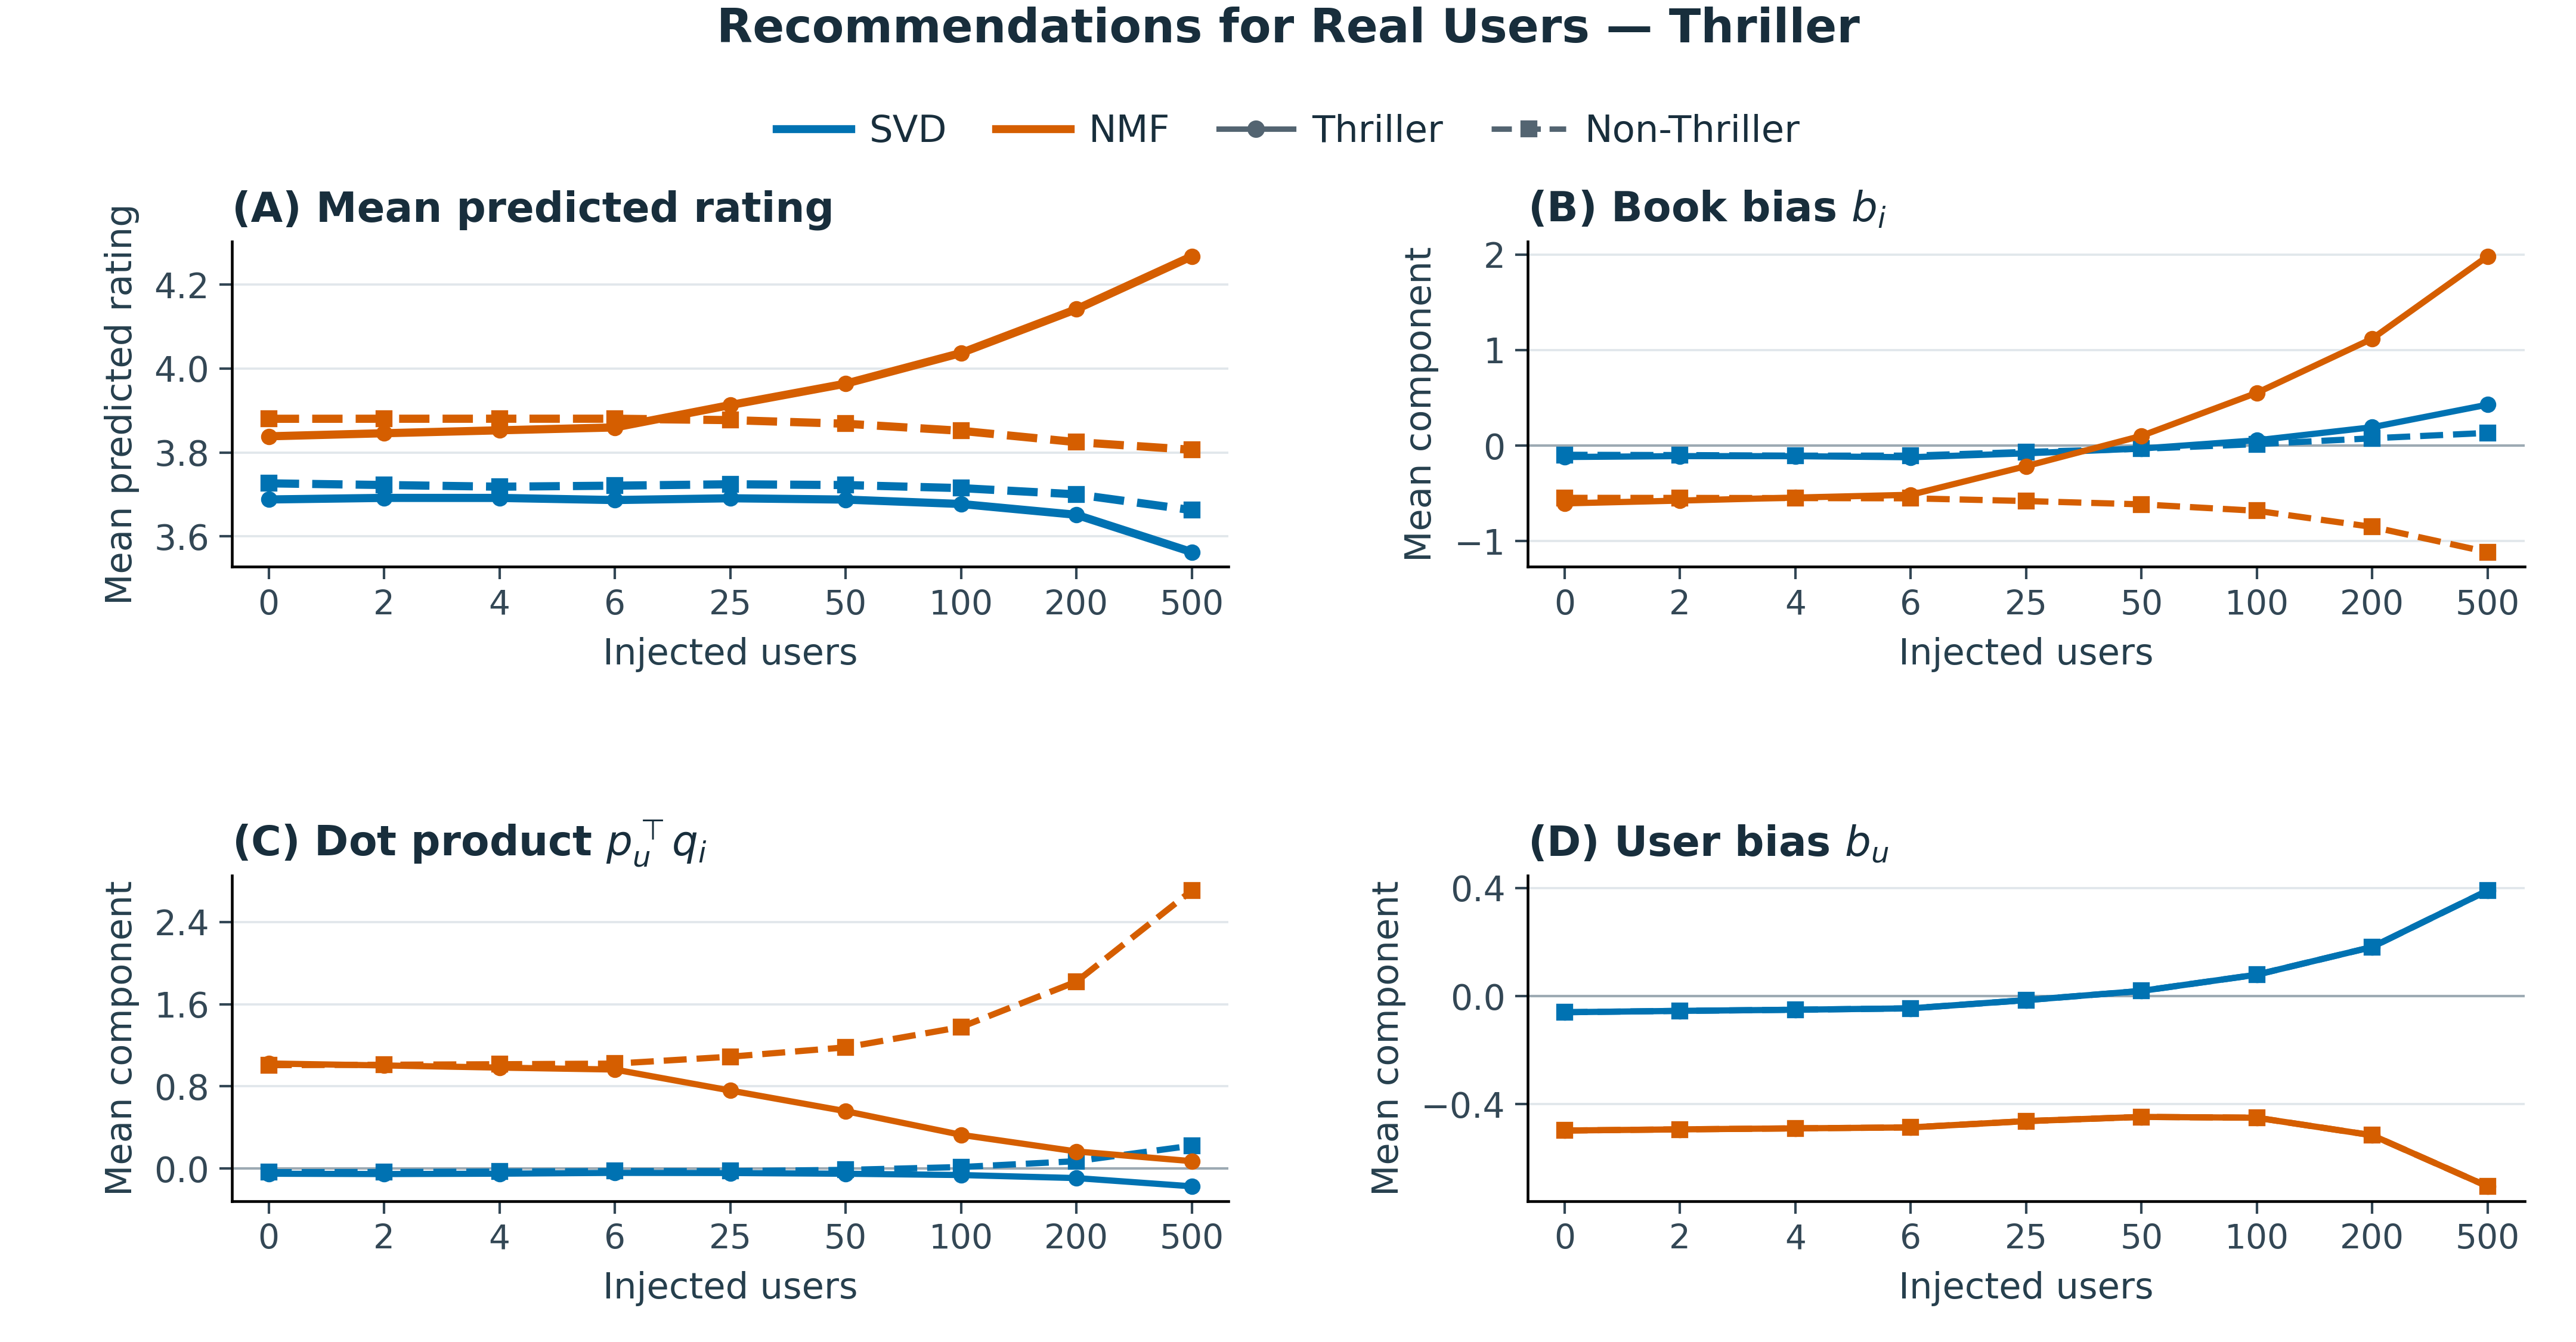 Recommendations for Real Users — Thriller
SVD NMF Thriller Non-Thriller
(A) Mean predicted rating
Mean predicted rating
4.2
4.0
3.8
3.6
0 2 4 6 25 50 100 200 500
Injected users
(B) Book bias b_i
Mean component
2
1
0
−1
0 2 4 6 25 50 100 200 500
Injected users
(C) Dot product p_u^⊤ q_i
Mean component
2.4
1.6
0.8
0.0
0 2 4 6 25 50 100 200 500
Injected users
(D) User bias b_u
Mean component
0.4
0.0
−0.4
0 2 4 6 25 50 100 200 500
Injected users